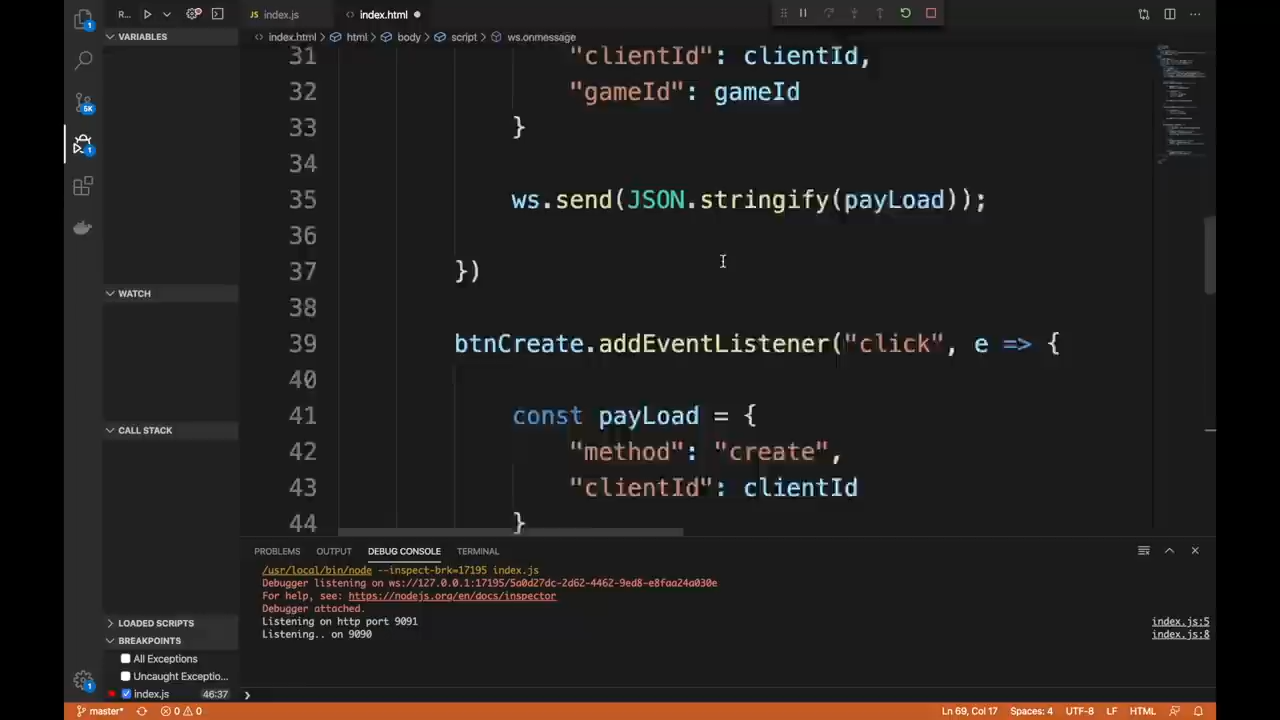 R...
index.js
index.html
index.html
html
body
script
ws.onmessage
VARIABLES
WATCH
CALL STACK
LOADED SCRIPTS
BREAKPOINTS
All Exceptions
Uncaught Exceptio...
index.js 46:37
5K
1
1
1
31 "clientId": clientId,
32 "gameId": gameId
33 }
34
35 ws.send(JSON.stringify(payLoad));
36
37 })
38
39 btnCreate.addEventListener("click", e => {
40
41 const payLoad = {
42 "method": "create",
43 "clientId": clientId
44 }
PROBLEMS OUTPUT DEBUG CONSOLE TERMINAL
/usr/local/bin/node --inspect-brk=17195 index.js
Debugger listening on ws://127.0.0.1:17195/5a0d27dc-2d62-4462-9ed8-e8faa24a030e
For help, see: https://nodejs.org/en/docs/inspector
Debugger attached.
Listening on http port 9091 index.js:5
Listening.. on 9090 index.js:8
master* 0 0 Ln 69, Col 17 Spaces: 4 UTF-8 LF HTML